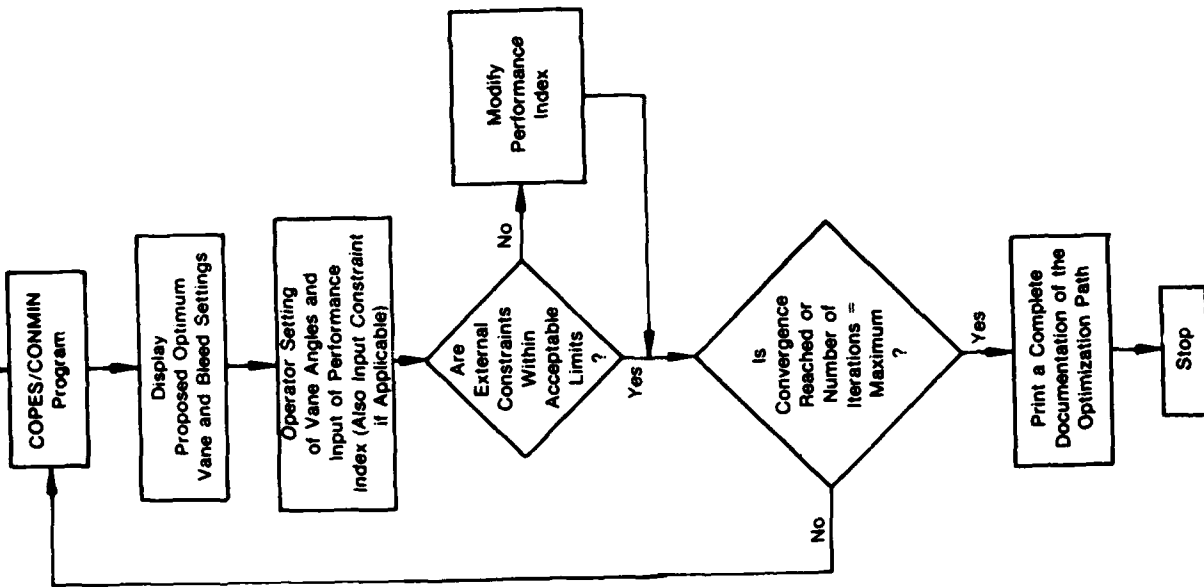 COPES/CONMIN
Program
Display
Proposed Optimum
Vane and Bleed Settings
Operator Setting
of Vane Angles and
Input of Performance
Index (Also Input Constraint
if Applicable)
Are
External
Constraints
Within
Acceptable
Limits
?
No
Modify
Performance
Index
Yes
Is
Convergence
Reached or
Number of
Iterations =
Maximum
?
No
Yes
Print a Complete
Documentation of the
Optimization Path
Stop